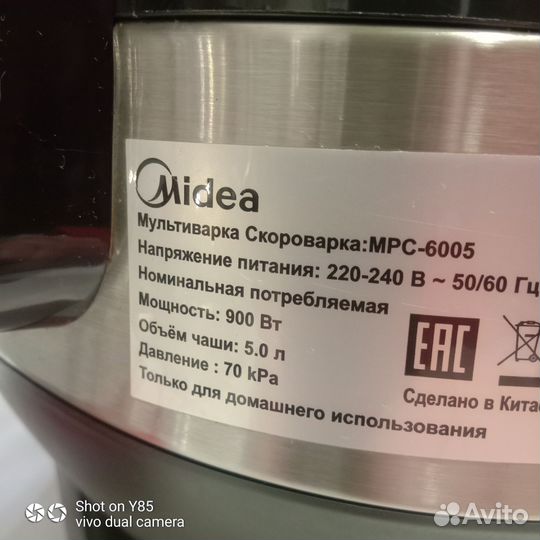 Midea
Мультиварка Скороварка:MPC-6005
Напряжение питания: 220-240 В ~ 50/60 Гц
Номинальная потребляемая
Мощность: 900 Вт
Объём чаши: 5.0 л
Давление : 70 kPa
Только для домашнего использования
EAC
Сделано в Китае
Shot on Y85
vivo dual camera
Avito